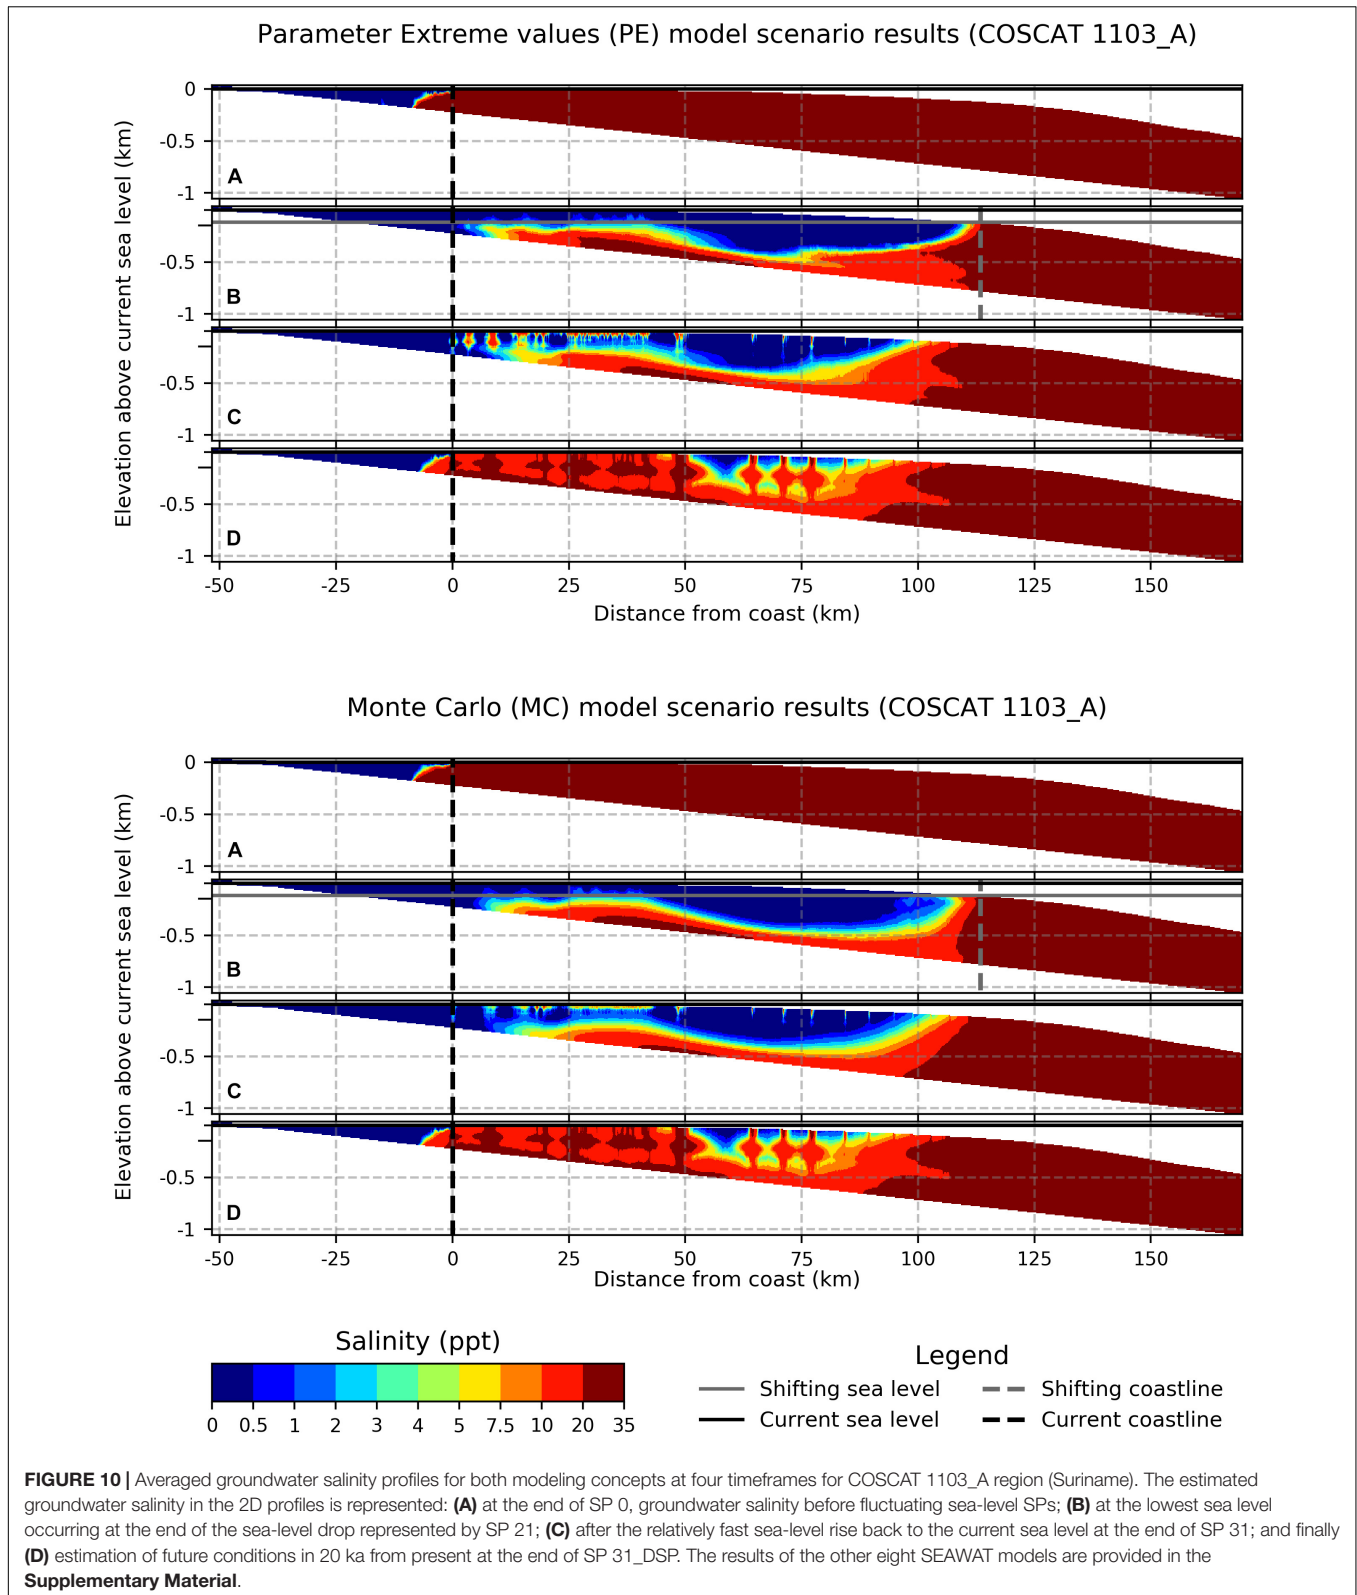 Parameter Extreme values (PE) model scenario results (COSCAT 1103_A)
Elevation above current sea level (km)
0
-0.5
-1
A
-0.5
-1
B
-0.5
-1
C
-0.5
-1
D
-50 -25 0 25 50 75 100 125 150
Distance from coast (km)
Monte Carlo (MC) model scenario results (COSCAT 1103_A)
Elevation above current sea level (km)
0
-0.5
-1
A
-0.5
-1
B
-0.5
-1
C
-0.5
-1
D
-50 -25 0 25 50 75 100 125 150
Distance from coast (km)
Salinity (ppt)
0 0.5 1 2 3 4 5 7.5 10 20 35
Legend
Shifting sea level
Shifting coastline
Current sea level
Current coastline
FIGURE 10 | Averaged groundwater salinity profiles for both modeling concepts at four timeframes for COSCAT 1103_A region (Suriname). The estimated
groundwater salinity in the 2D profiles is represented: (A) at the end of SP 0, groundwater salinity before fluctuating sea-level SPs; (B) at the lowest sea level
occurring at the end of the sea-level drop represented by SP 21; (C) after the relatively fast sea-level rise back to the current sea level at the end of SP 31; and finally
(D) estimation of future conditions in 20 ka from present at the end of SP 31_DSP. The results of the other eight SEAWAT models are provided in the
Supplementary Material.